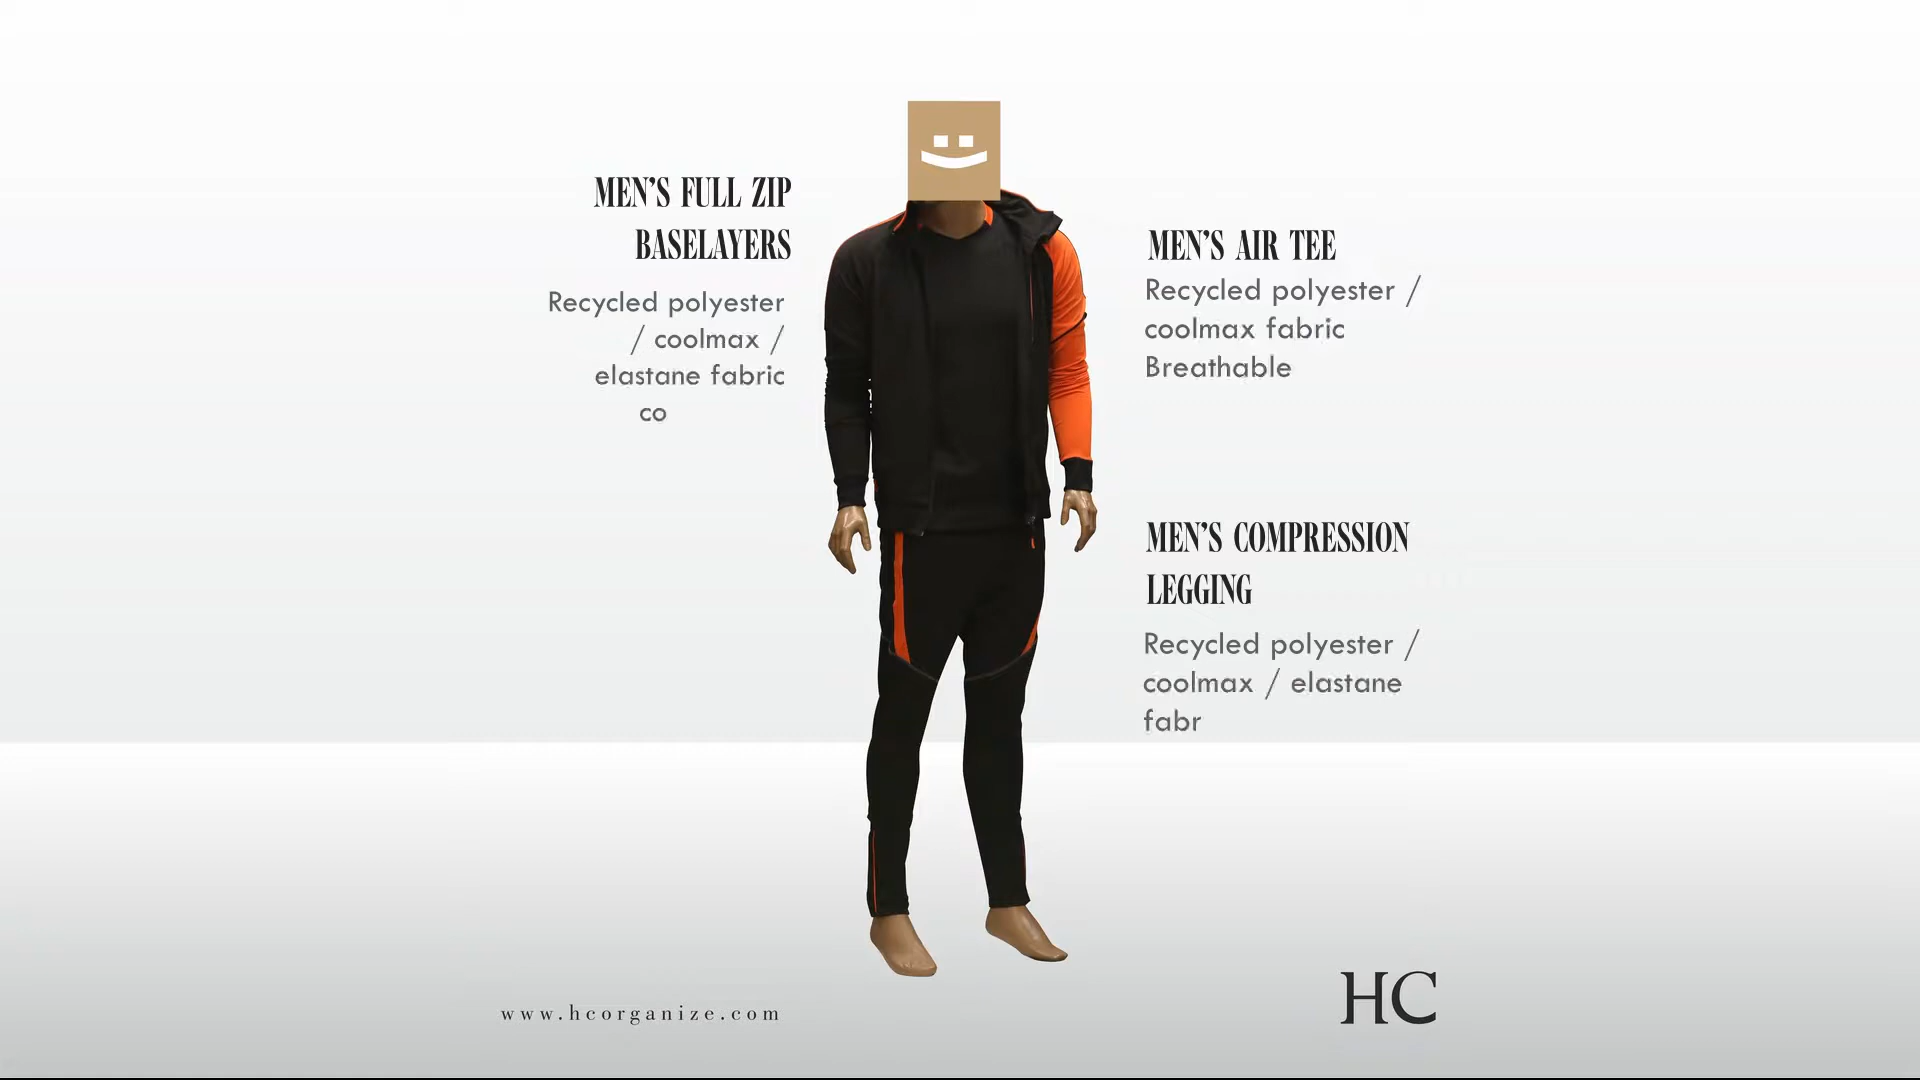 MEN'S FULL ZIP
BASELAYERS
Recycled polyester
/ coolmax /
elastane fabric
co
MEN'S AIR TEE
Recycled polyester /
coolmax fabric
Breathable
MEN'S COMPRESSION
LEGGING
Recycled polyester /
coolmax / elastane
fabr
www.hcorganize.com
HC